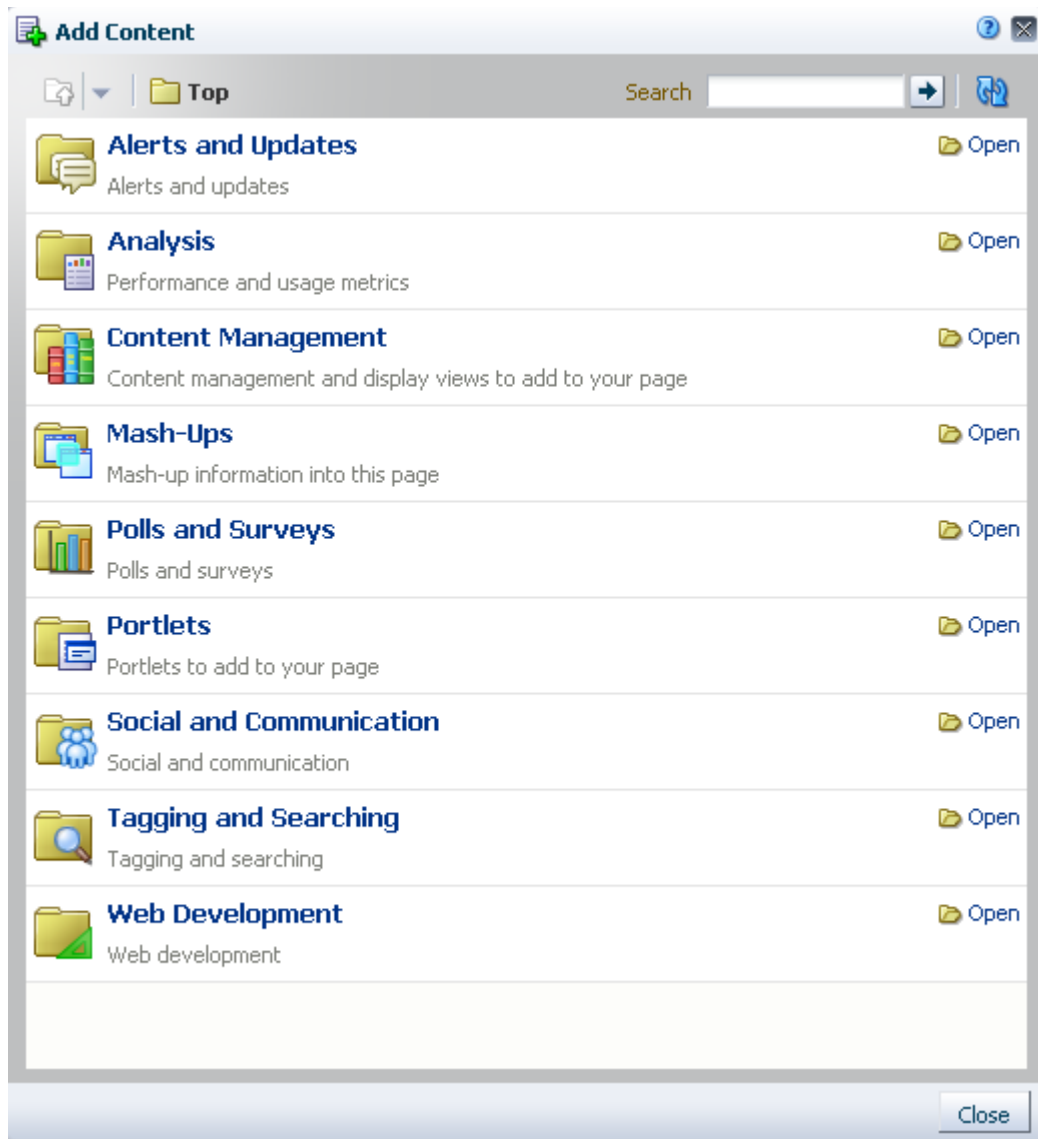 Add Content
Top Search
Alerts and Updates Open
Alerts and updates
Analysis Open
Performance and usage metrics
Content Management Open
Content management and display views to add to your page
Mash-Ups Open
Mash-up information into this page
Polls and Surveys Open
Polls and surveys
Portlets Open
Portlets to add to your page
Social and Communication Open
Social and communication
Tagging and Searching Open
Tagging and searching
Web Development Open
Web development
Close